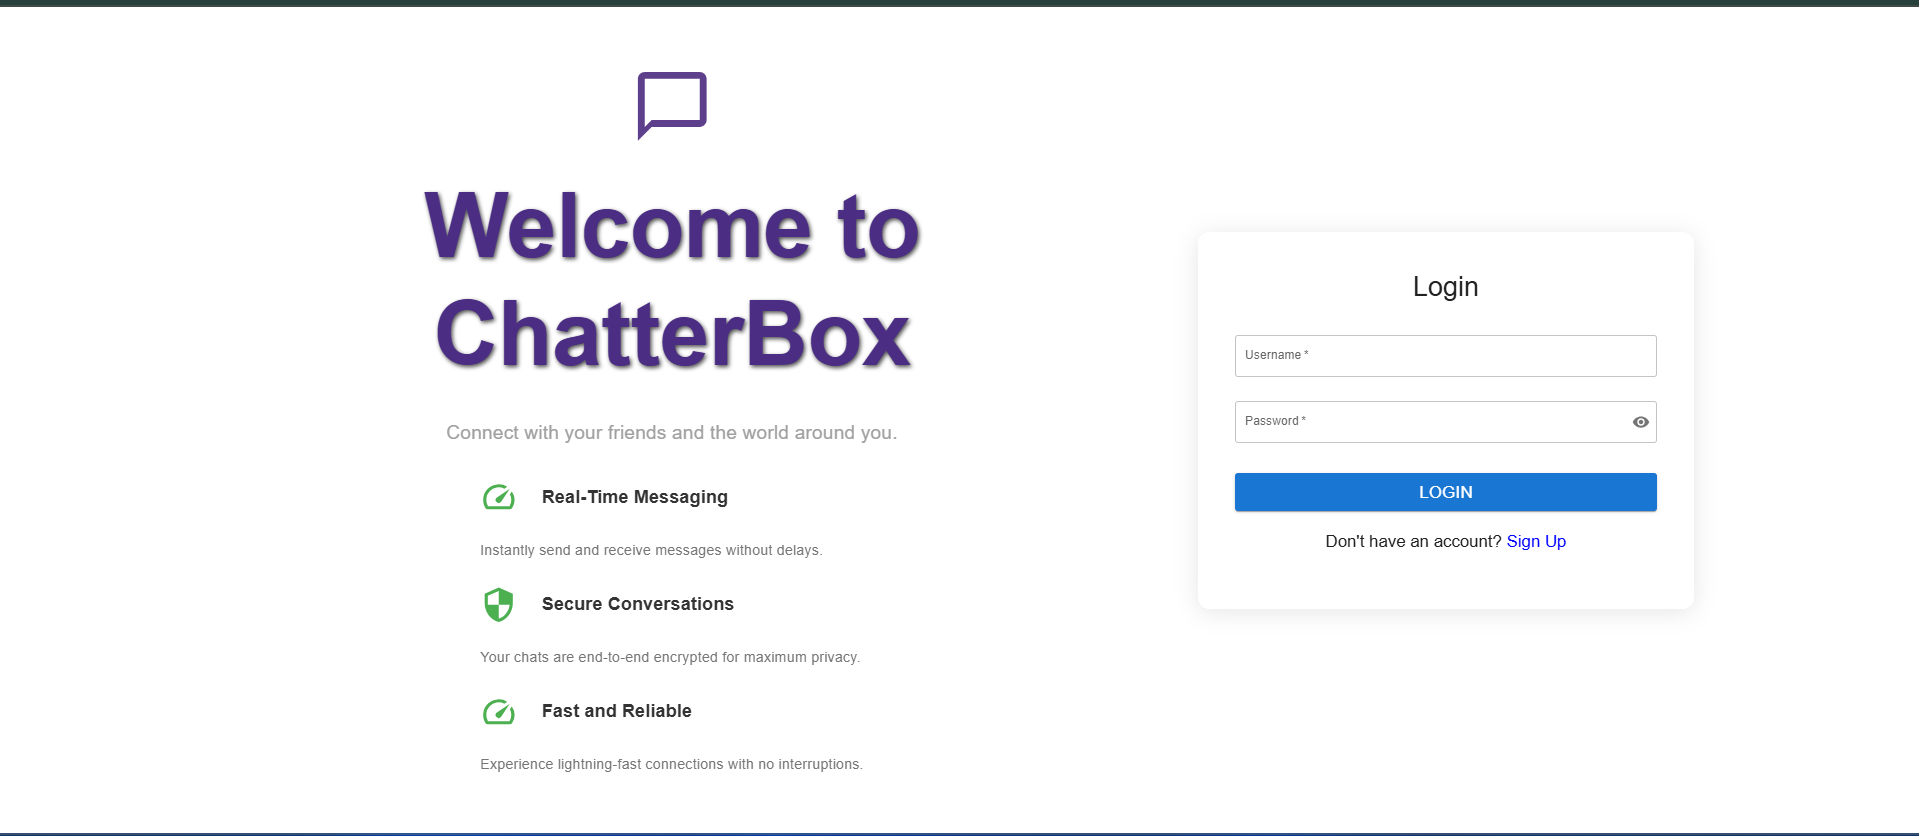 Welcome to
ChatterBox
Connect with your friends and the world around you.
Real-Time Messaging
Instantly send and receive messages without delays.
Secure Conversations
Your chats are end-to-end encrypted for maximum privacy.
Fast and Reliable
Experience lightning-fast connections with no interruptions.
Login
Username *
Password *
LOGIN
Don't have an account? Sign Up